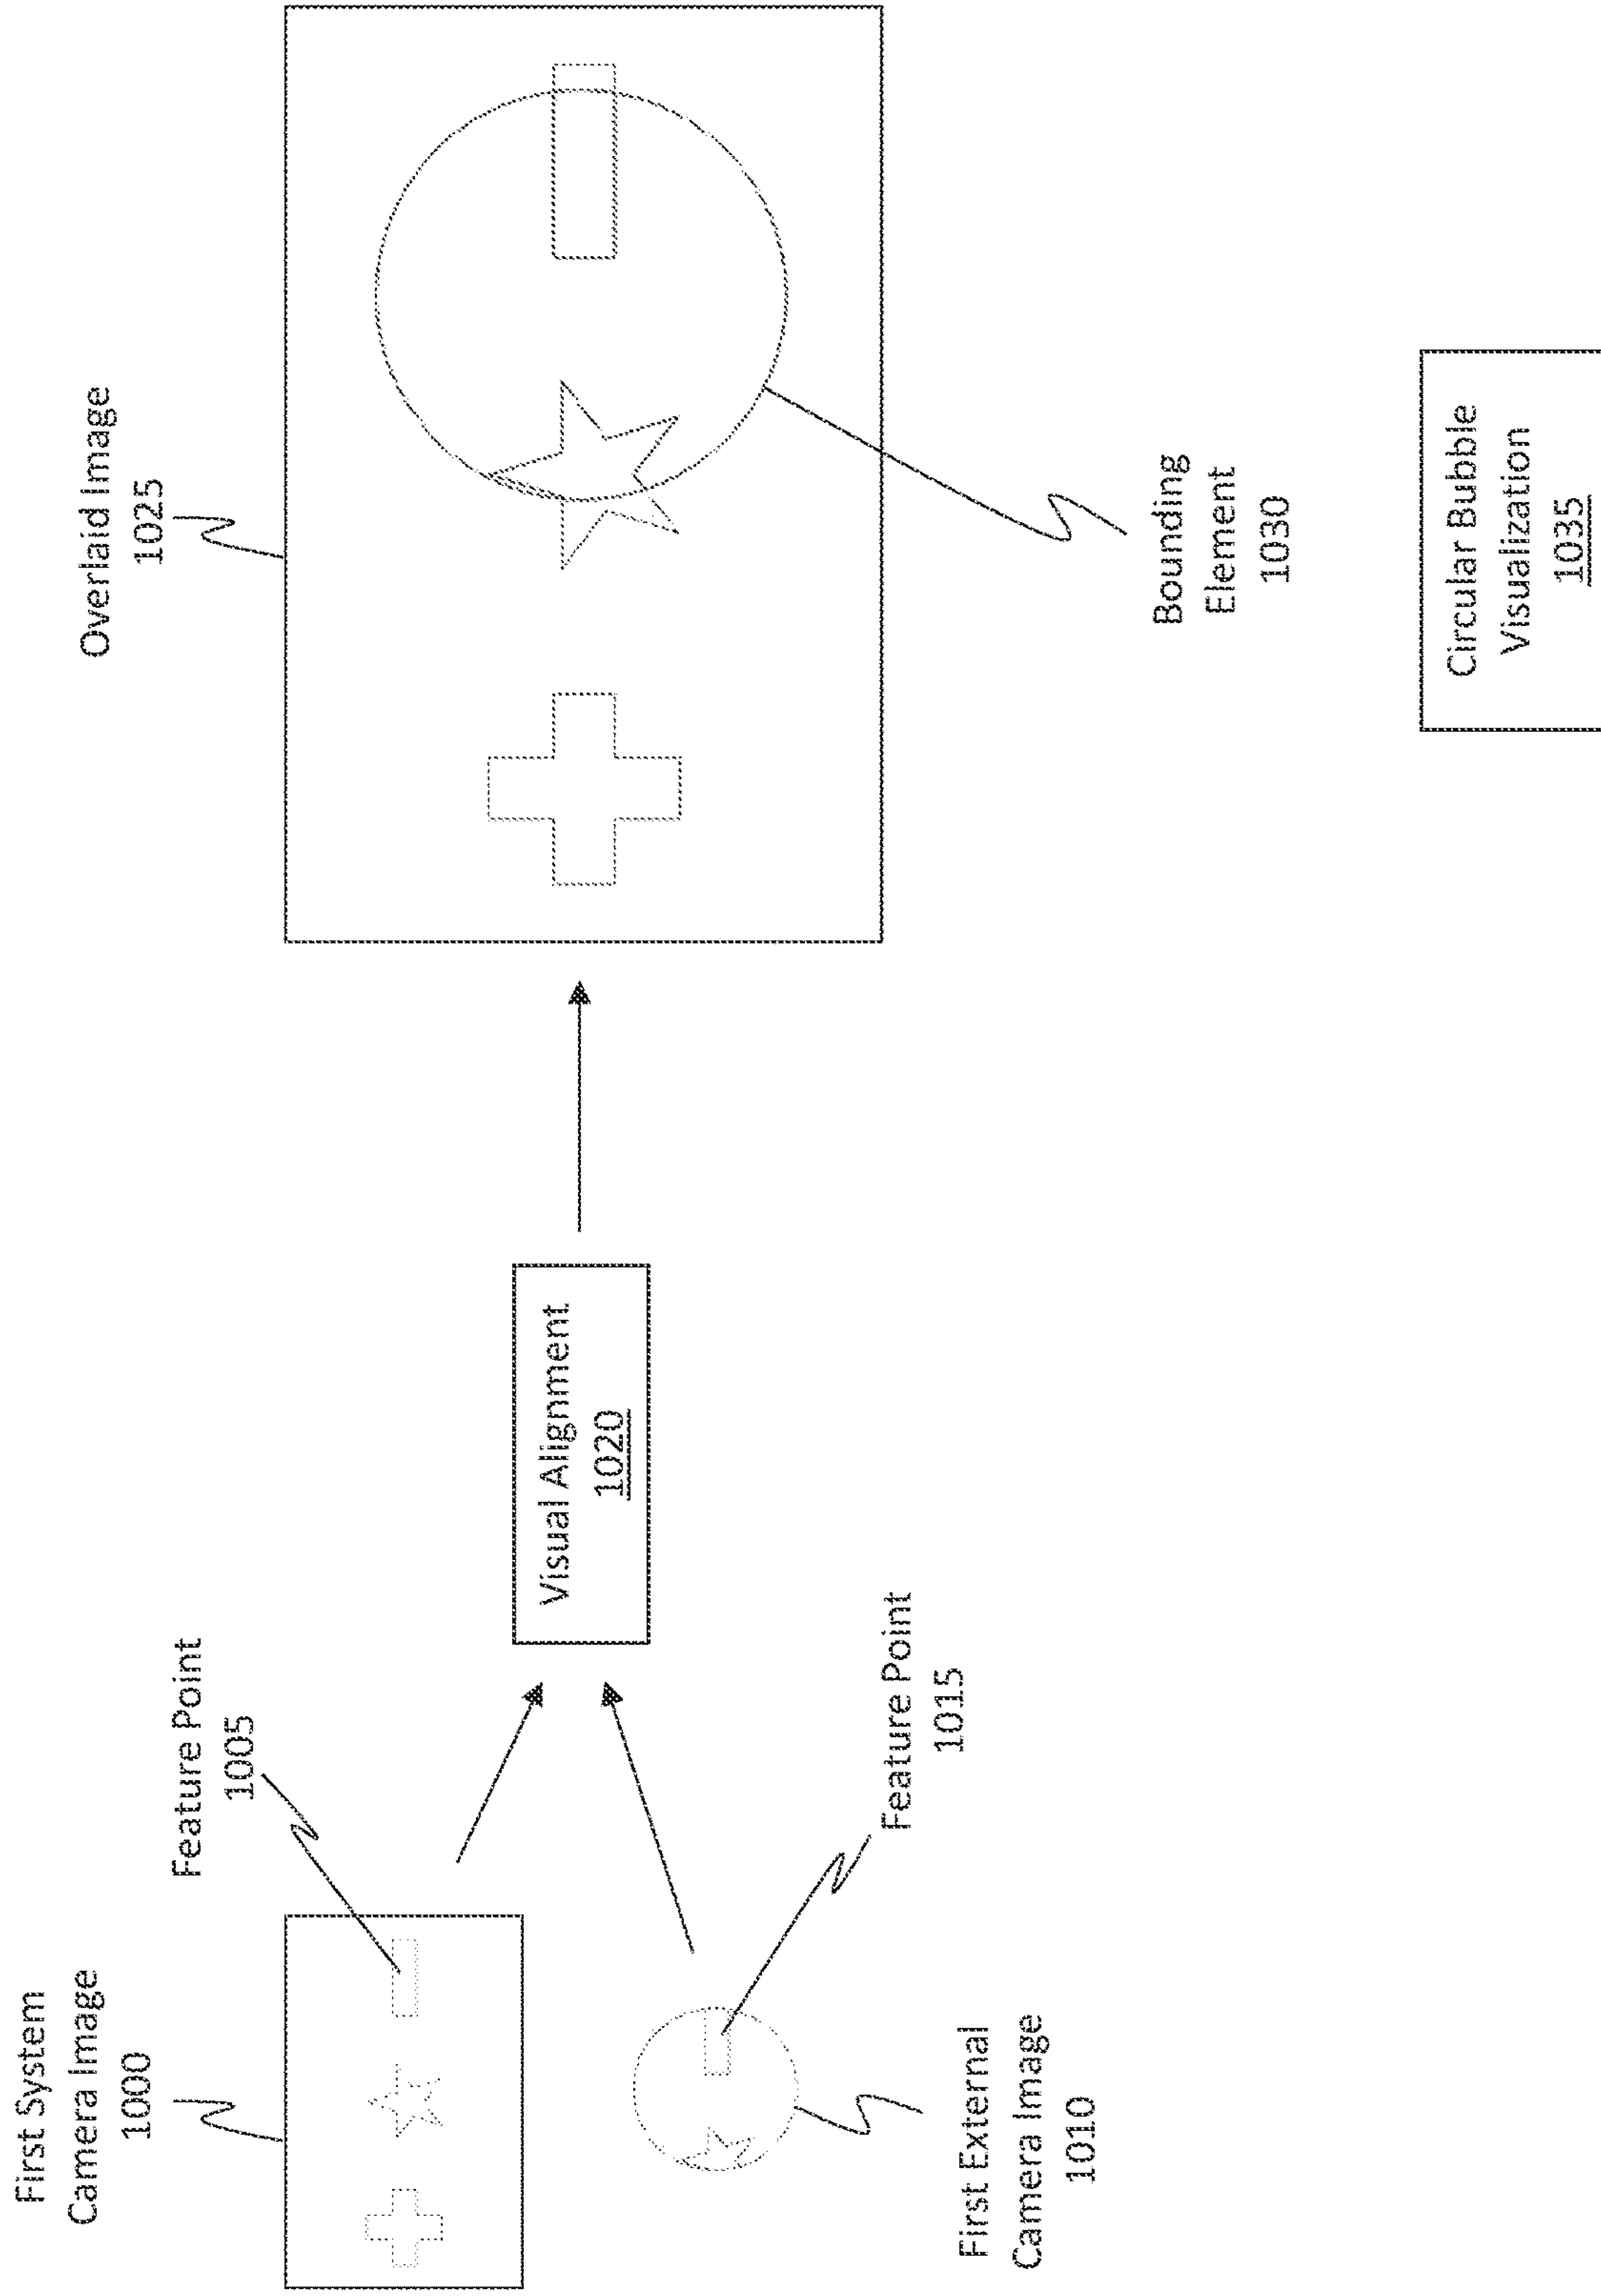 First System
Camera Image
1000
Feature Point
1005
First External
Camera Image
1010
Feature Point
1015
Visual Alignment
1020
Overlaid Image
1025
Bounding
Element
1030
Circular Bubble
Visualization
1035